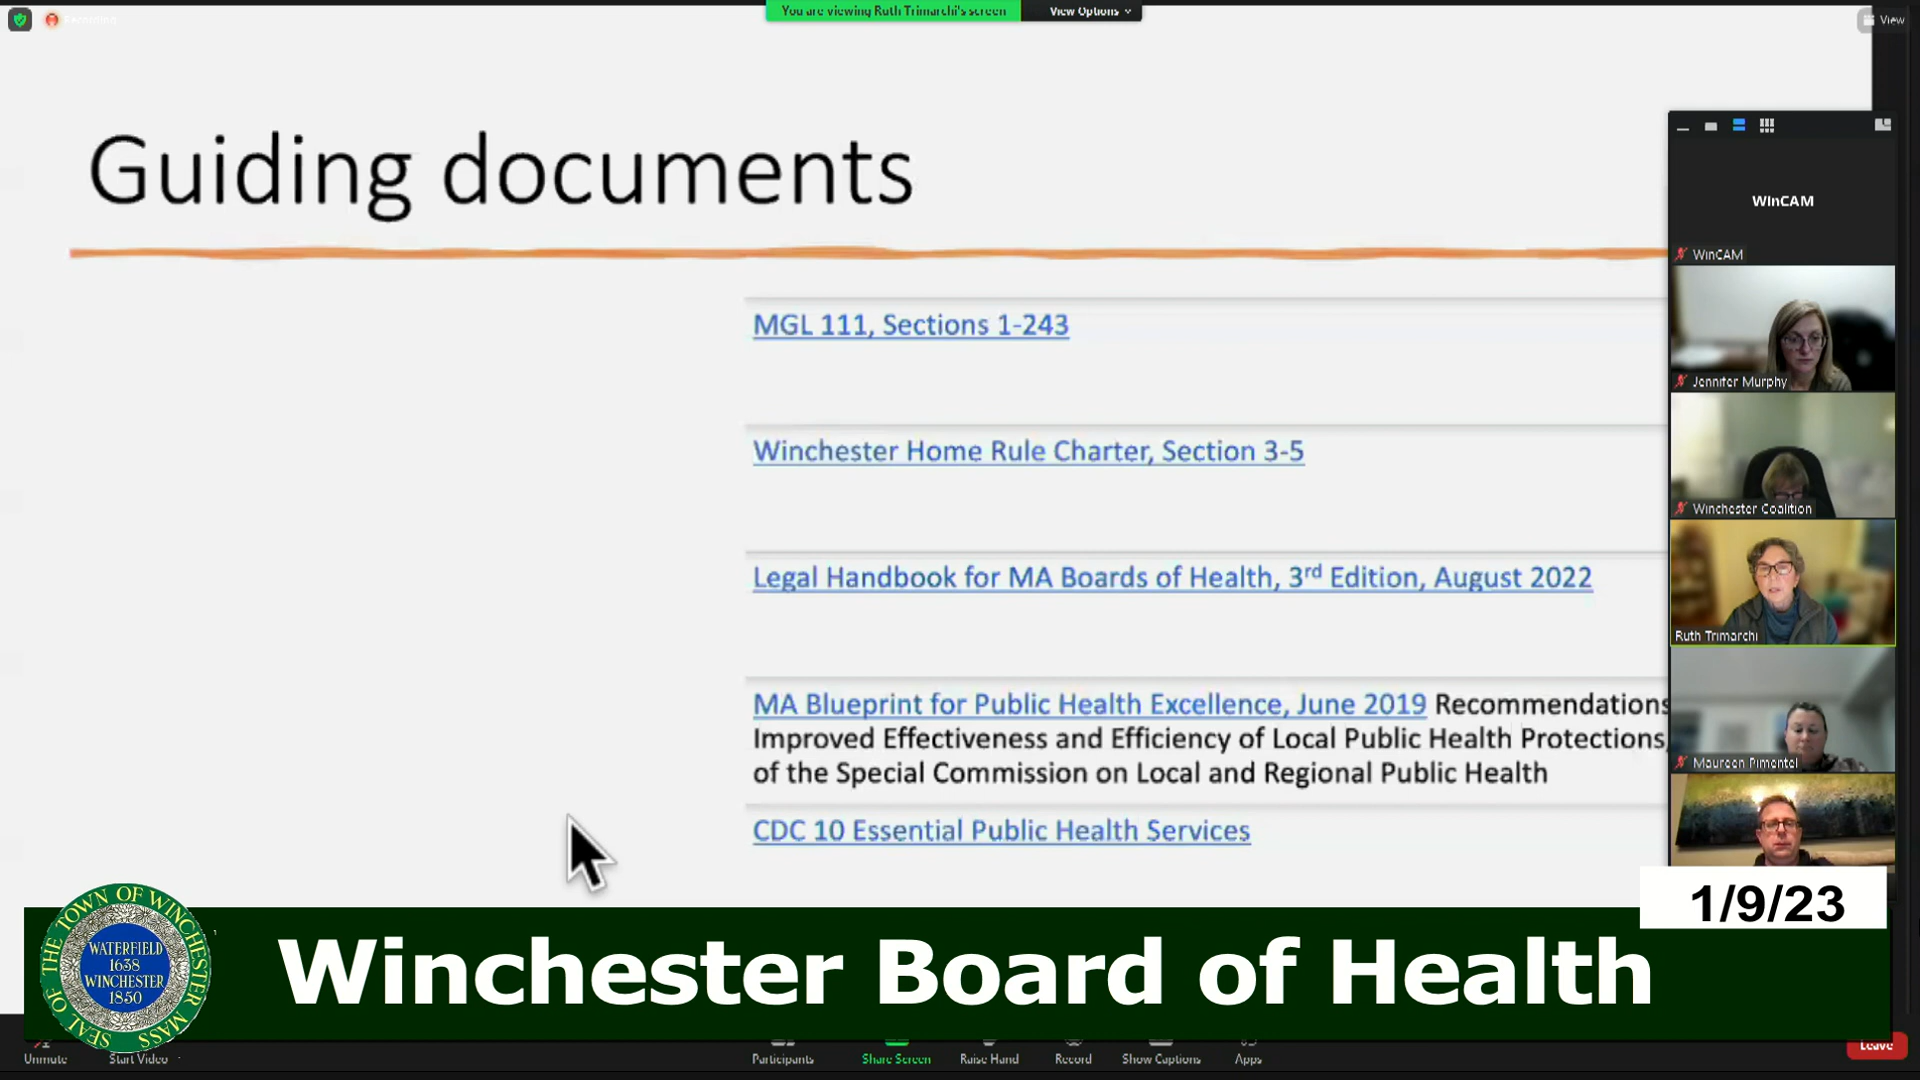 Recording
You are viewing Ruth Trimarchi's screen
View Options
View
Guiding documents
MGL 111, Sections 1-243
Winchester Home Rule Charter, Section 3-5
Legal Handbook for MA Boards of Health, 3rd Edition, August 2022
MA Blueprint for Public Health Excellence, June 2019 Recommendations
Improved Effectiveness and Efficiency of Local Public Health Protections,
of the Special Commission on Local and Regional Public Health
CDC 10 Essential Public Health Services
WinCAM
WinCAM
Jennifer Murphy
Winchester Coalition
Ruth Trimarchi
Maureen Pimentel
1/9/23
THE TOWN OF WINCHESTER MASS
SEAL OF
WATERFIELD
1638
WINCHESTER
1850
Winchester Board of Health
Unmute
Start Video
Participants
Share Screen
Raise Hand
Record
Show Captions
Apps
Leave